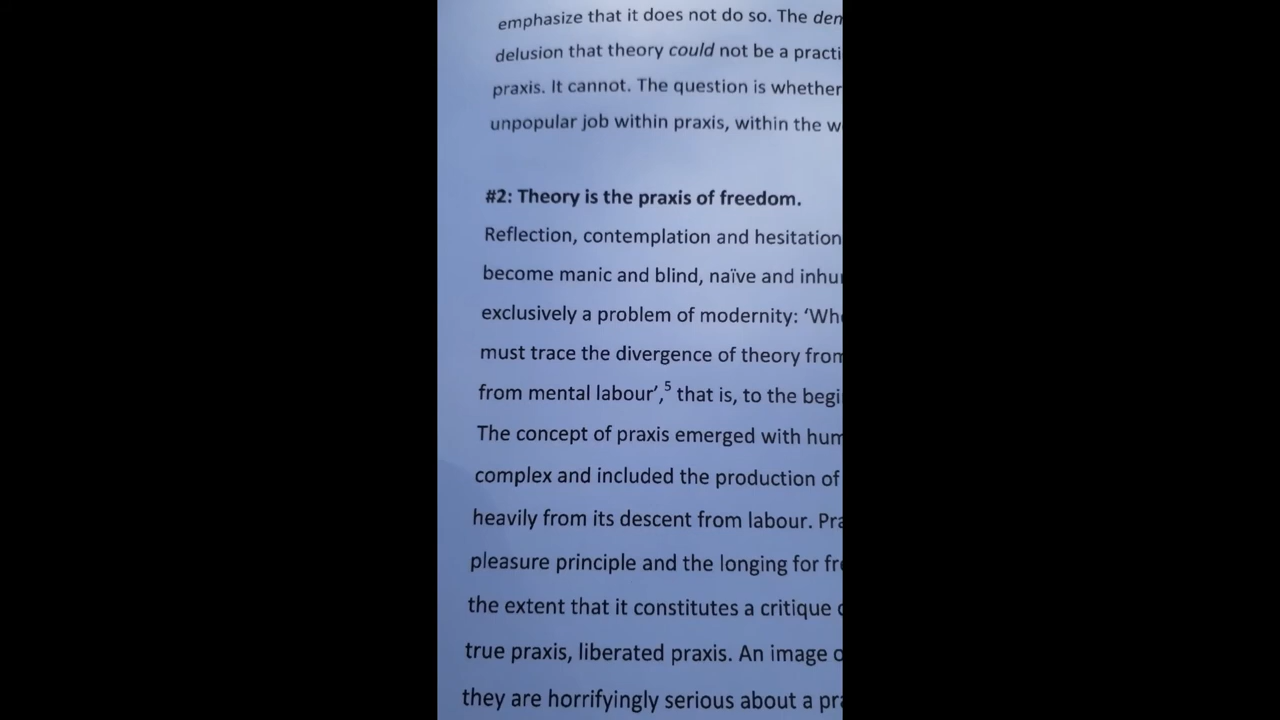 emphasize that it does not do so. The
delusion that theory could not be a
praxis. It cannot. The question is whether
unpopular job within praxis, within the
#2: Theory is the praxis of freedom.
Reflection, contemplation and hesitation
become manic and blind, naïve and
exclusively a problem of modernity:
must trace the divergence of theory
from mental labour’,5 that is, to the
The concept of praxis emerged with
complex and included the production of
heavily from its descent from labour.
pleasure principle and the longing for
the extent that it constitutes a critique
true praxis, liberated praxis. An image
they are horrifyingly serious about a